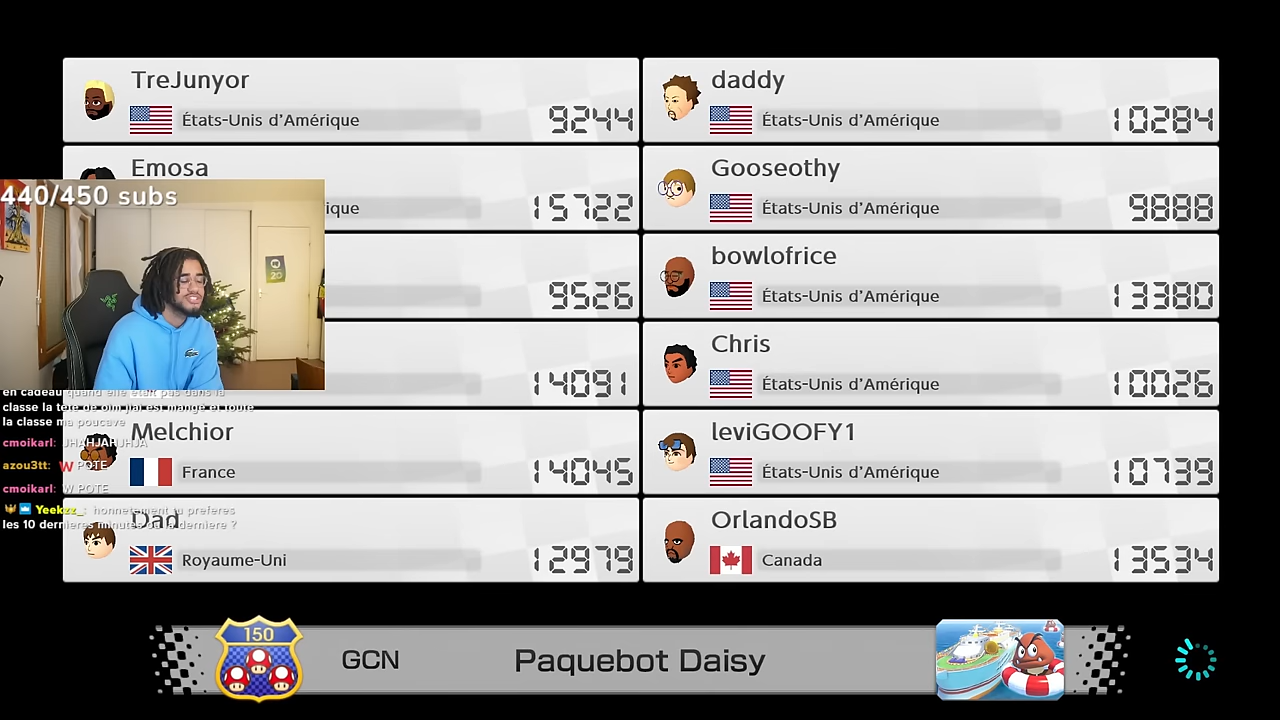 TreJunyor
États-Unis d'Amérique
9244
daddy
États-Unis d'Amérique
10284
Emosa
ique
15722
Gooseothy
États-Unis d'Amérique
9888
440/450 subs
20
9526
bowlofrice
États-Unis d'Amérique
13380
14091
Chris
États-Unis d'Amérique
10026
en cadeau quand elle était pas dans la
classe la tete de
mangé et toute
la classe ma poucave
cmoikarl: JHAHJAHJHJA
azou3tt: W POTE
cmoikarl: W POTE
Yeekzz_: honnetement tu preferes
les 10 dernieres minutes ou la derniere ?
Melchior
France
14045
leviGOOFY1
États-Unis d'Amérique
10739
Dad
Royaume-Uni
12979
OrlandoSB
Canada
13534
150
GCN
Paquebot Daisy